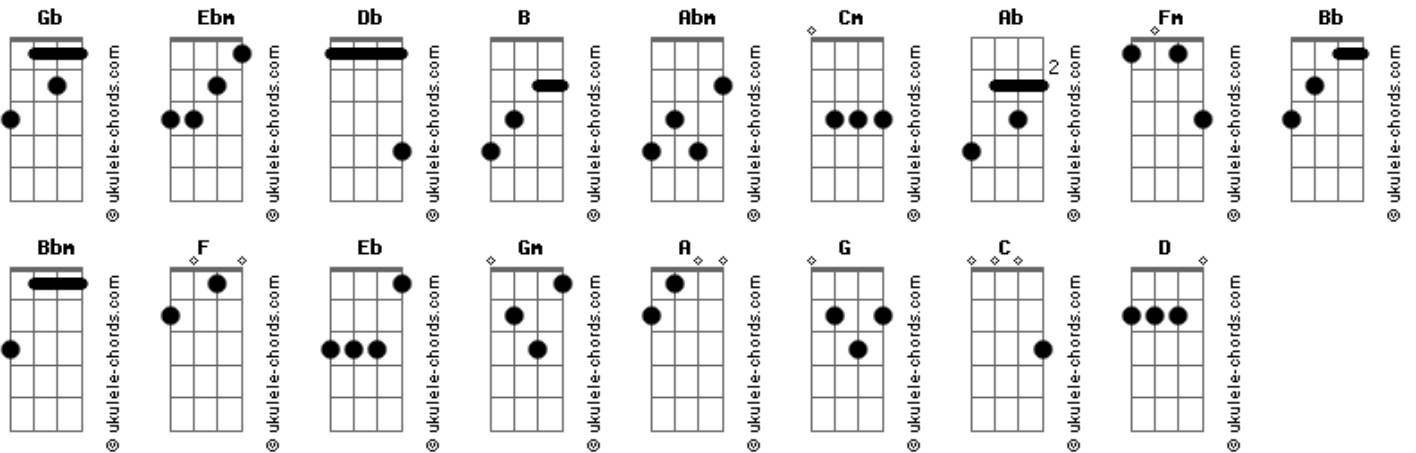 Gb Ebm Db B Abm Cm Ab Fm Bb
2
© ukulele-chords.com © ukulele-chords.com © ukulele-chords.com © ukulele-chords.com © ukulele-chords.com © ukulele-chords.com © ukulele-chords.com © ukulele-chords.com © ukulele-chords.com
Bbm F Eb Gm A G C D
© ukulele-chords.com © ukulele-chords.com © ukulele-chords.com © ukulele-chords.com © ukulele-chords.com © ukulele-chords.com © ukulele-chords.com © ukulele-chords.com